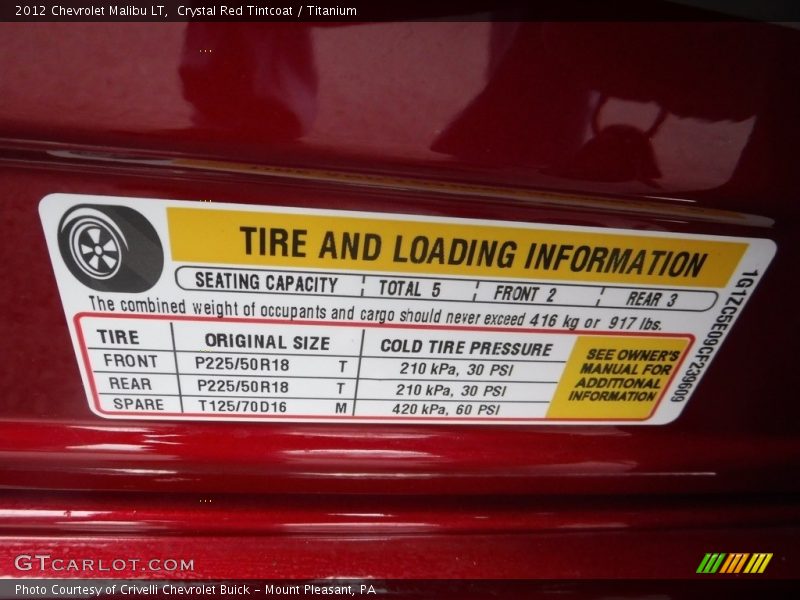 2012 Chevrolet Malibu LT,  Crystal Red Tintcoat / Titanium
TIRE AND LOADING INFORMATION
SEATING CAPACITY TOTAL 5 FRONT 2 REAR 3
The combined weight of occupants and cargo should never exceed 416 kg or 917 lbs.
TIRE ORIGINAL SIZE COLD TIRE PRESSURE
FRONT P225/50R18 T 210 kPa, 30 PSI
REAR P225/50R18 T 210 kPa, 30 PSI
SPARE T125/70D16 M 420 kPa, 60 PSI
SEE OWNER'S
MANUAL FOR
ADDITIONAL
INFORMATION
1G1ZC5E09CF239609
GTCARLOT.COM
Photo Courtesy of Crivelli Chevrolet Buick – Mount Pleasant, PA